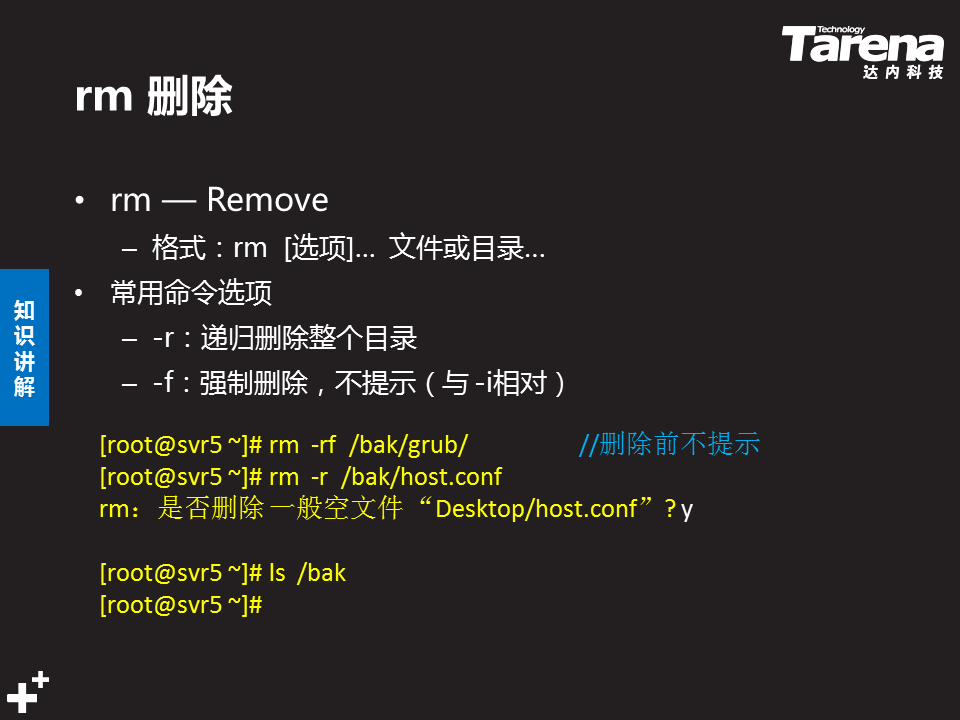 Technology
Tarena
达内科技
rm 删除
• rm — Remove
– 格式：rm [选项]... 文件或目录...
• 常用命令选项
– -r：递归删除整个目录
– -f：强制删除，不提示（与 -i相对）
知识讲解
[root@svr5 ~]# rm -rf /bak/grub/ //删除前不提示
[root@svr5 ~]# rm -r /bak/host.conf
rm：是否删除 一般空文件 “Desktop/host.conf”? y
[root@svr5 ~]# ls /bak
[root@svr5 ~]#